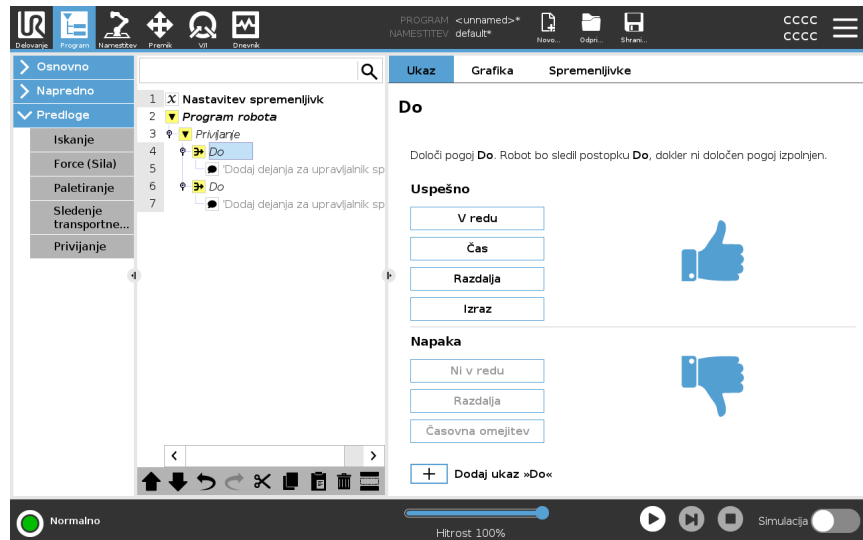 PROGRAM <unnamed>*
NAMESTITEV default*
CCCC
CCCC
Delovanje
Program
Namestitev
Premik
V/I
Dnevnik
Novo...
Odpri...
Shrani...
Osnovno
Napredno
Predloge
Iskanje
Force (Sila)
Paletiranje
Sledenje
transportne...
Privijanje
1 X Nastavitev spremenljivk
2 Program robota
3 Privijanje
4 Do
5 'Dodaj dejanja za upravljalnik sp
6 Do
7 'Dodaj dejanja za upravljalnik sp
Ukaz
Grafika
Spremenljivke
Do
Določi pogoj Do. Robot bo sledil postopku Do, dokler ni določen pogoj izpolnjen.
Uspešno
V redu
Čas
Razdalja
Izraz
Napaka
Ni v redu
Razdalja
Časovna omejitev
Dodaj ukaz »Do«
Normalno
Hitrost 100%
Simulacija